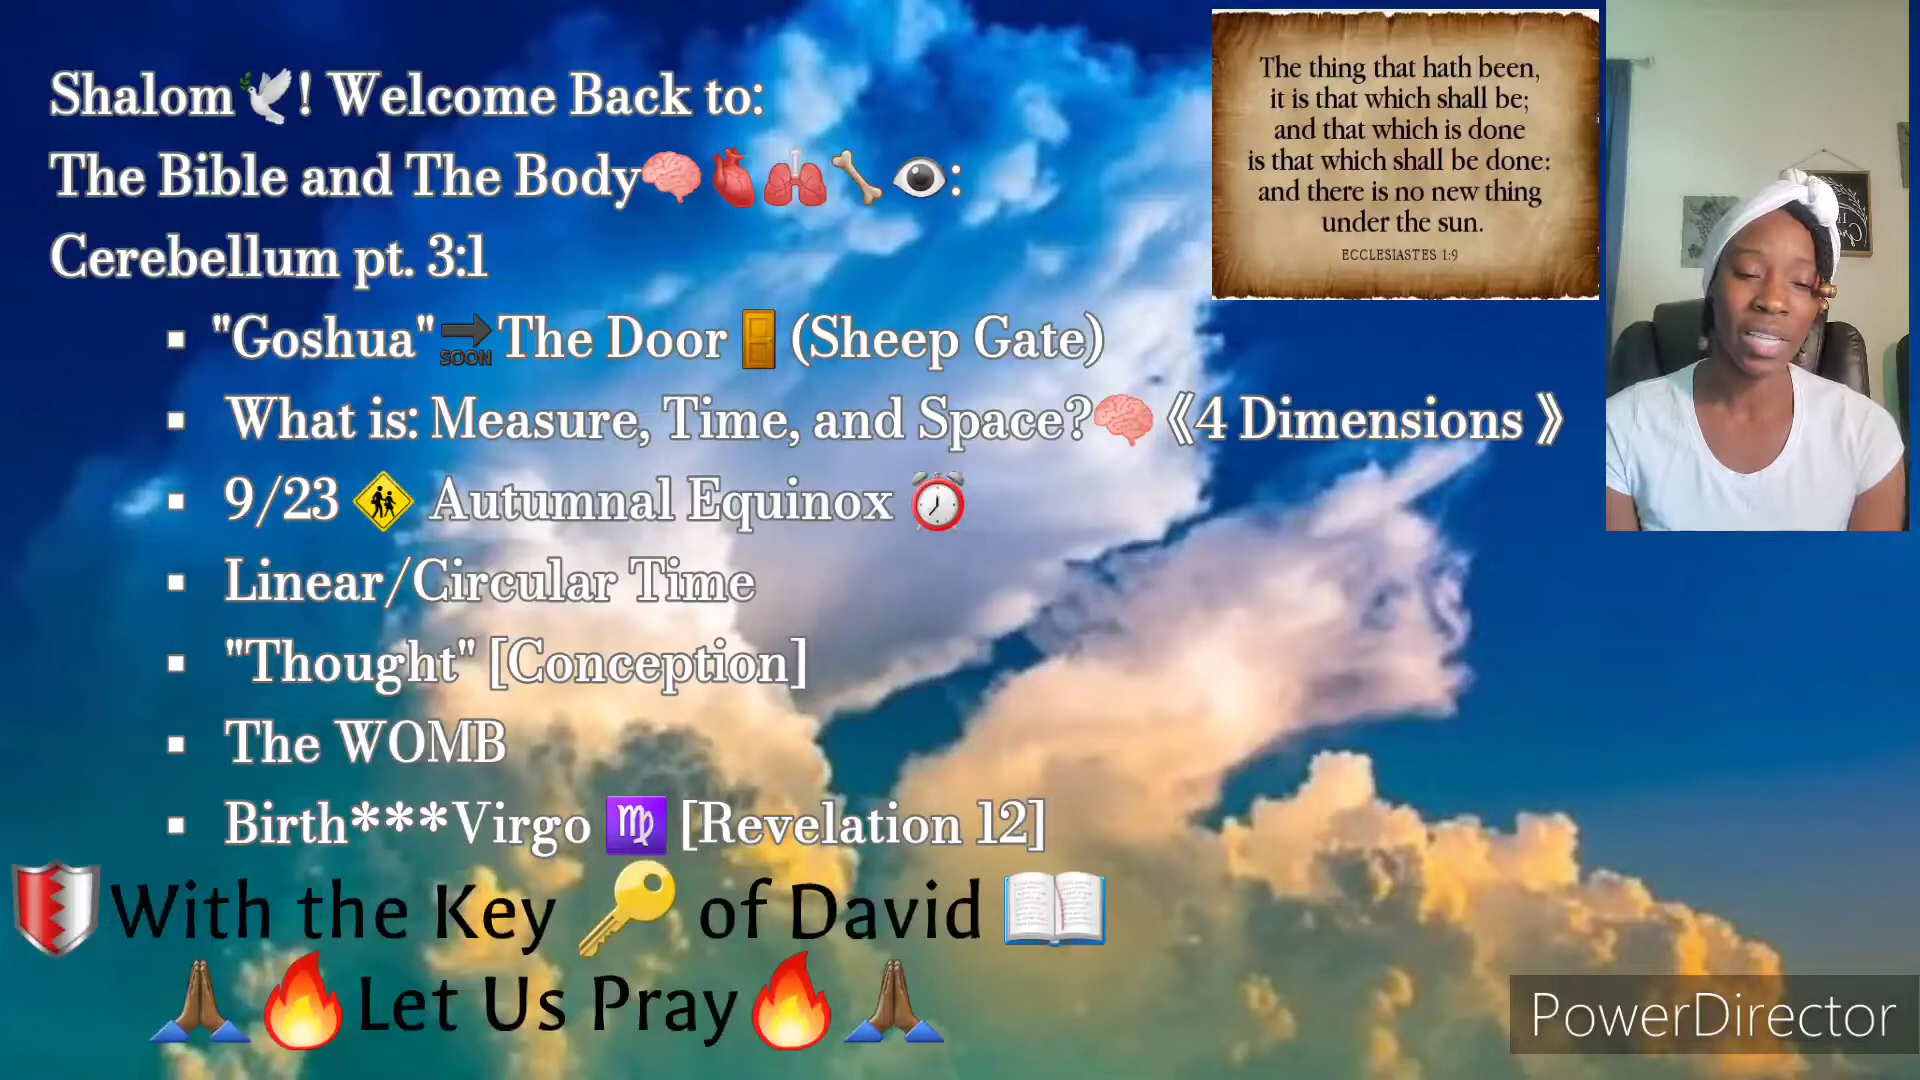 Shalom🕊️! Welcome Back to:
The Bible and The Body🧠🫀🫁🦴👁️:
Cerebellum pt. 3:1
▪ "Goshua"🔜The Door🚪(Sheep Gate)
▪ What is: Measure, Time, and Space?🧠《4 Dimensions 》
▪ 9/23 🚸 Autumnal Equinox ⏰
▪ Linear/Circular Time
▪ "Thought" [Conception]
▪ The WOMB
▪ Birth***Virgo ♍ [Revelation 12]
With the Key 🔑 of David 📖
🙏🏾🔥Let Us Pray🔥🙏🏾
The thing that hath been,
it is that which shall be;
and that which is done
is that which shall be done:
and there is no new thing
under the sun.
ECCLESIASTES 1:9
PowerDirector